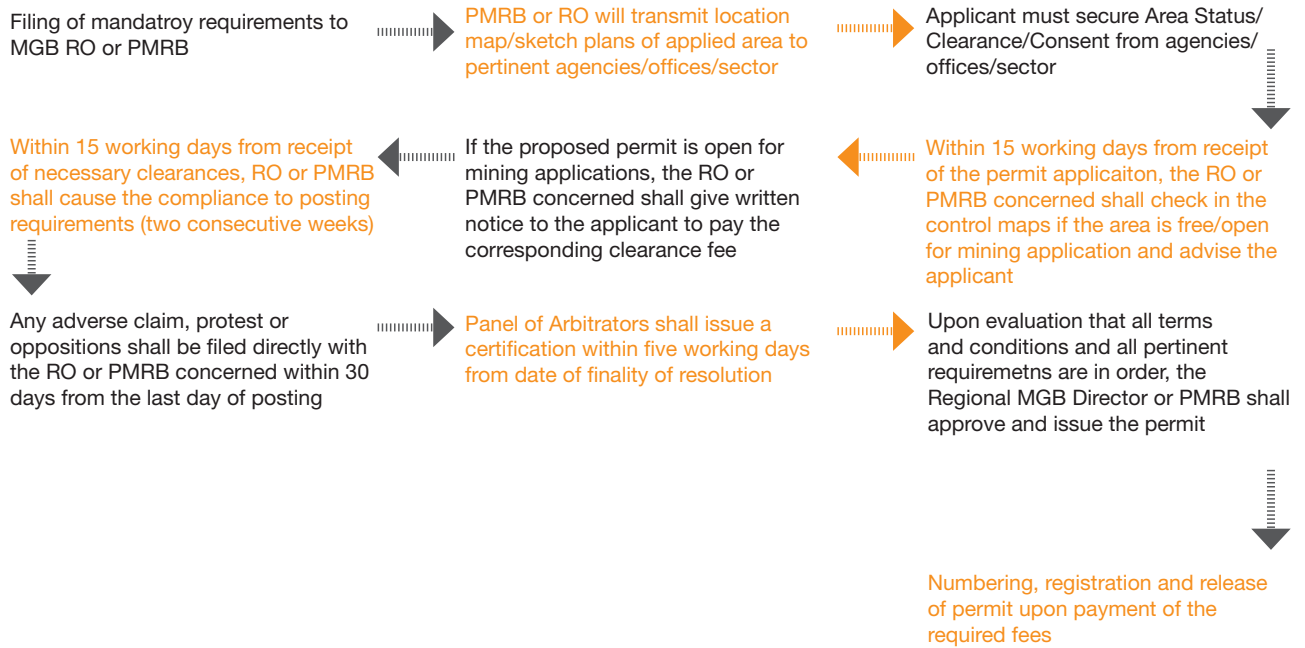 Filing of mandatroy requirements to
MGB RO or PMRB
PMRB or RO will transmit location
map/sketch plans of applied area to
pertinent agencies/offices/sector
Applicant must secure Area Status/
Clearance/Consent from agencies/
offices/sector
Within 15 working days from receipt
of the permit applicaiton, the RO or
PMRB concerned shall check in the
control maps if the area is free/open
for mining application and advise the
applicant
If the proposed permit is open for
mining applications, the RO or
PMRB concerned shall give written
notice to the applicant to pay the
corresponding clearance fee
Within 15 working days from receipt
of necessary clearances, RO or PMRB
shall cause the compliance to posting
requirements (two consecutive weeks)
Any adverse claim, protest or
oppositions shall be filed directly with
the RO or PMRB concerned within 30
days from the last day of posting
Panel of Arbitrators shall issue a
certification within five working days
from date of finality of resolution
Upon evaluation that all terms
and conditions and all pertinent
requiremetns are in order, the
Regional MGB Director or PMRB shall
approve and issue the permit
Numbering, registration and release
of permit upon payment of the
required fees